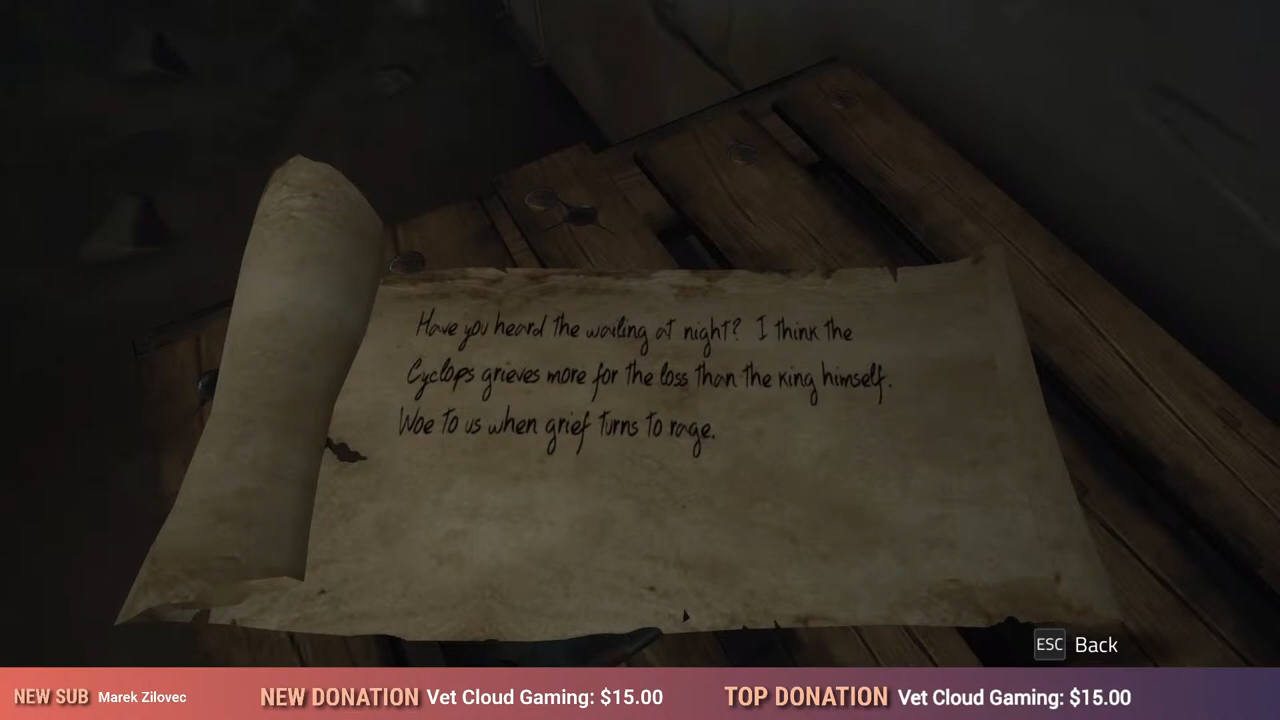 Have you heard the wailing at night? I think the
Cyclops grieves more for the loss than the king himself.
Woe to us when grief turns to rage.
ESC Back
NEW SUB Marek Zilovec NEW DONATION Vet Cloud Gaming: $15.00 TOP DONATION Vet Cloud Gaming: $15.00